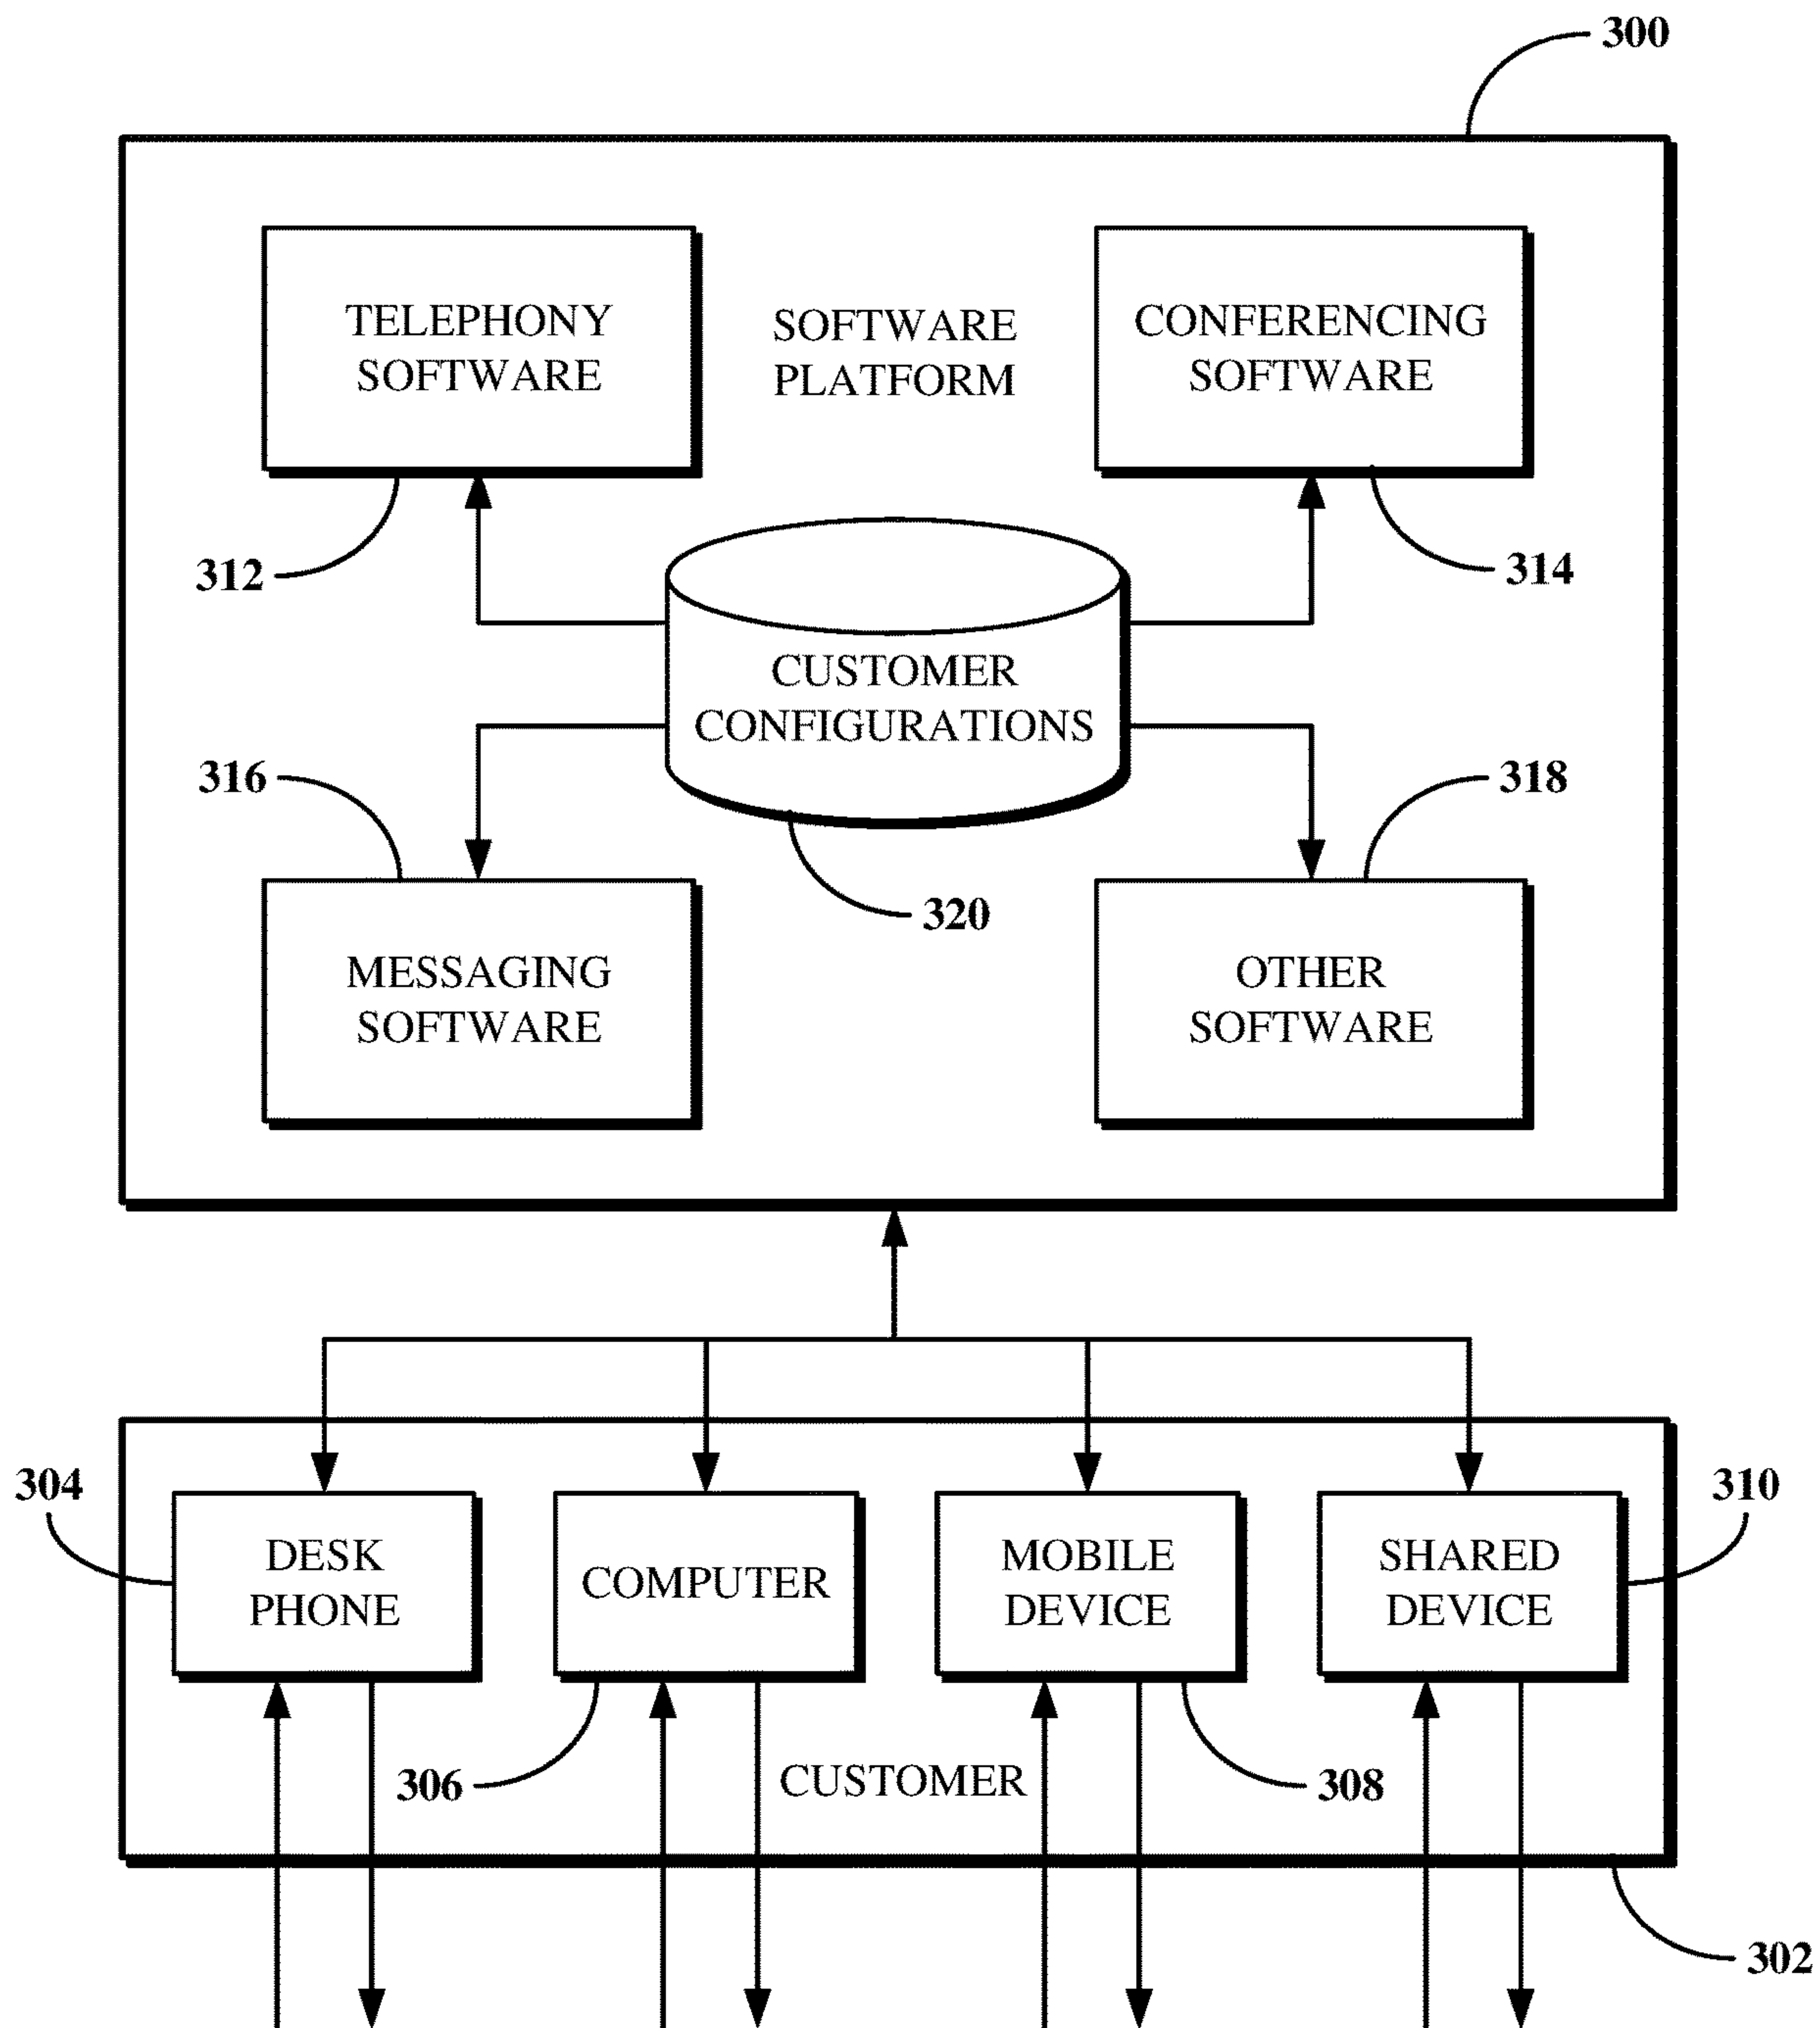 300
TELEPHONY
SOFTWARE
SOFTWARE
PLATFORM
CONFERENCING
SOFTWARE
312
314
CUSTOMER
CONFIGURATIONS
316
318
320
MESSAGING
SOFTWARE
OTHER
SOFTWARE
304
310
DESK
PHONE
COMPUTER
MOBILE
DEVICE
SHARED
DEVICE
306
CUSTOMER
308
302